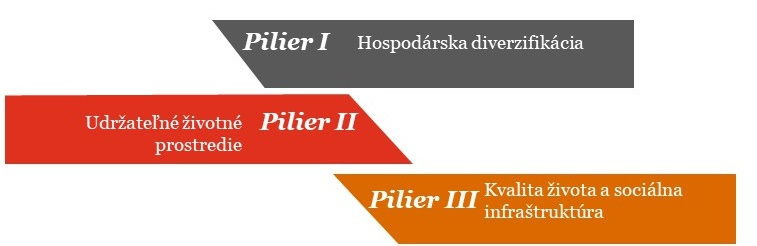 Pilier I Hospodárska diverzifikácia
Udržateľné životné Pilier II
prostredie
Pilier III Kvalita života a sociálna
infraštruktúra